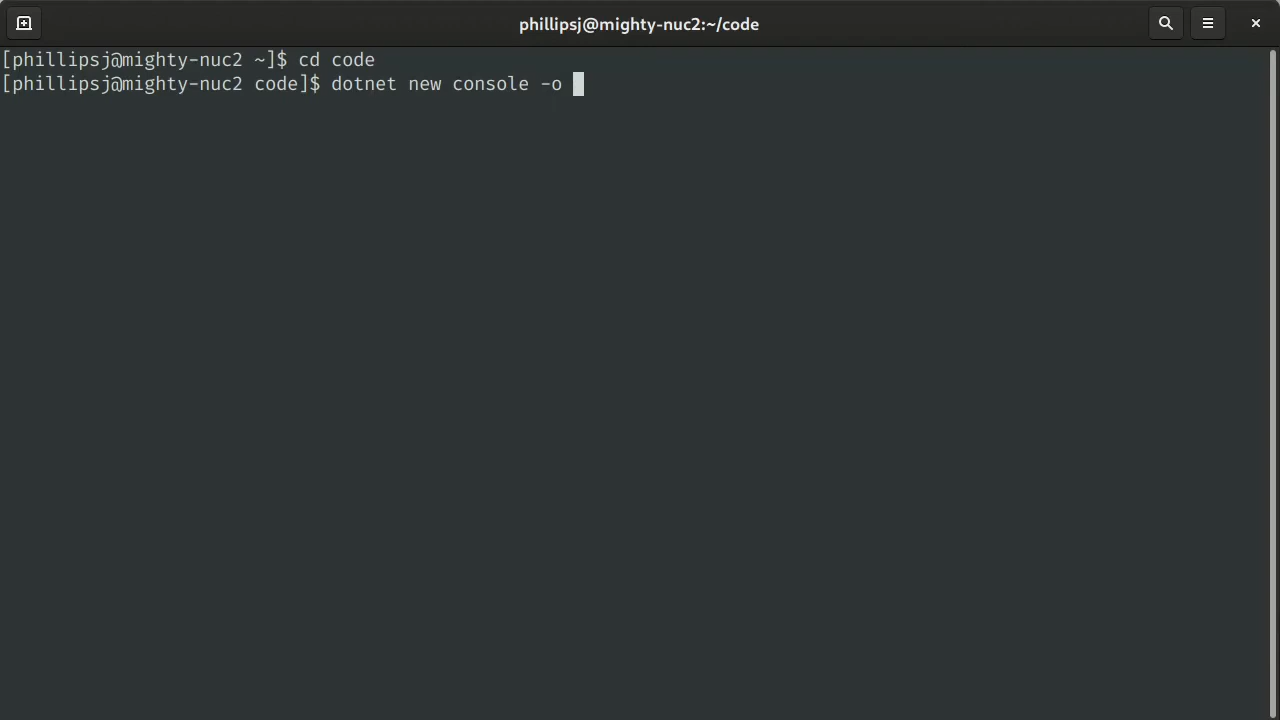 phillipsj@mighty-nuc2:~/code
[phillipsj@mighty-nuc2 ~]$ cd code
[phillipsj@mighty-nuc2 code]$ dotnet new console -o